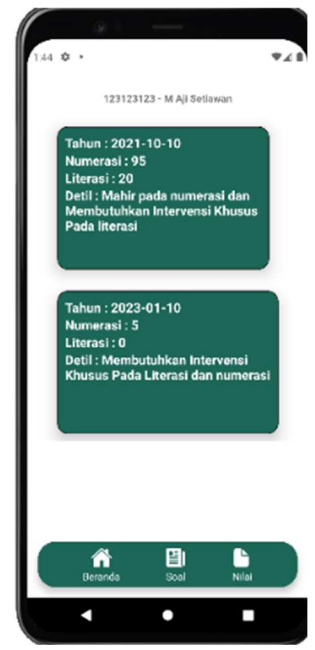 1:44
123123123 - M Aji Setiawan
Tahun : 2021-10-10
Numerasi : 95
Literasi : 20
Detil : Mahir pada numerasi dan
Membutuhkan Intervensi Khusus
Pada literasi
Tahun : 2023-01-10
Numerasi : 5
Literasi : 0
Detil : Membutuhkan Intervensi
Khusus Pada Literasi dan numerasi
Beranda Soal Nilai